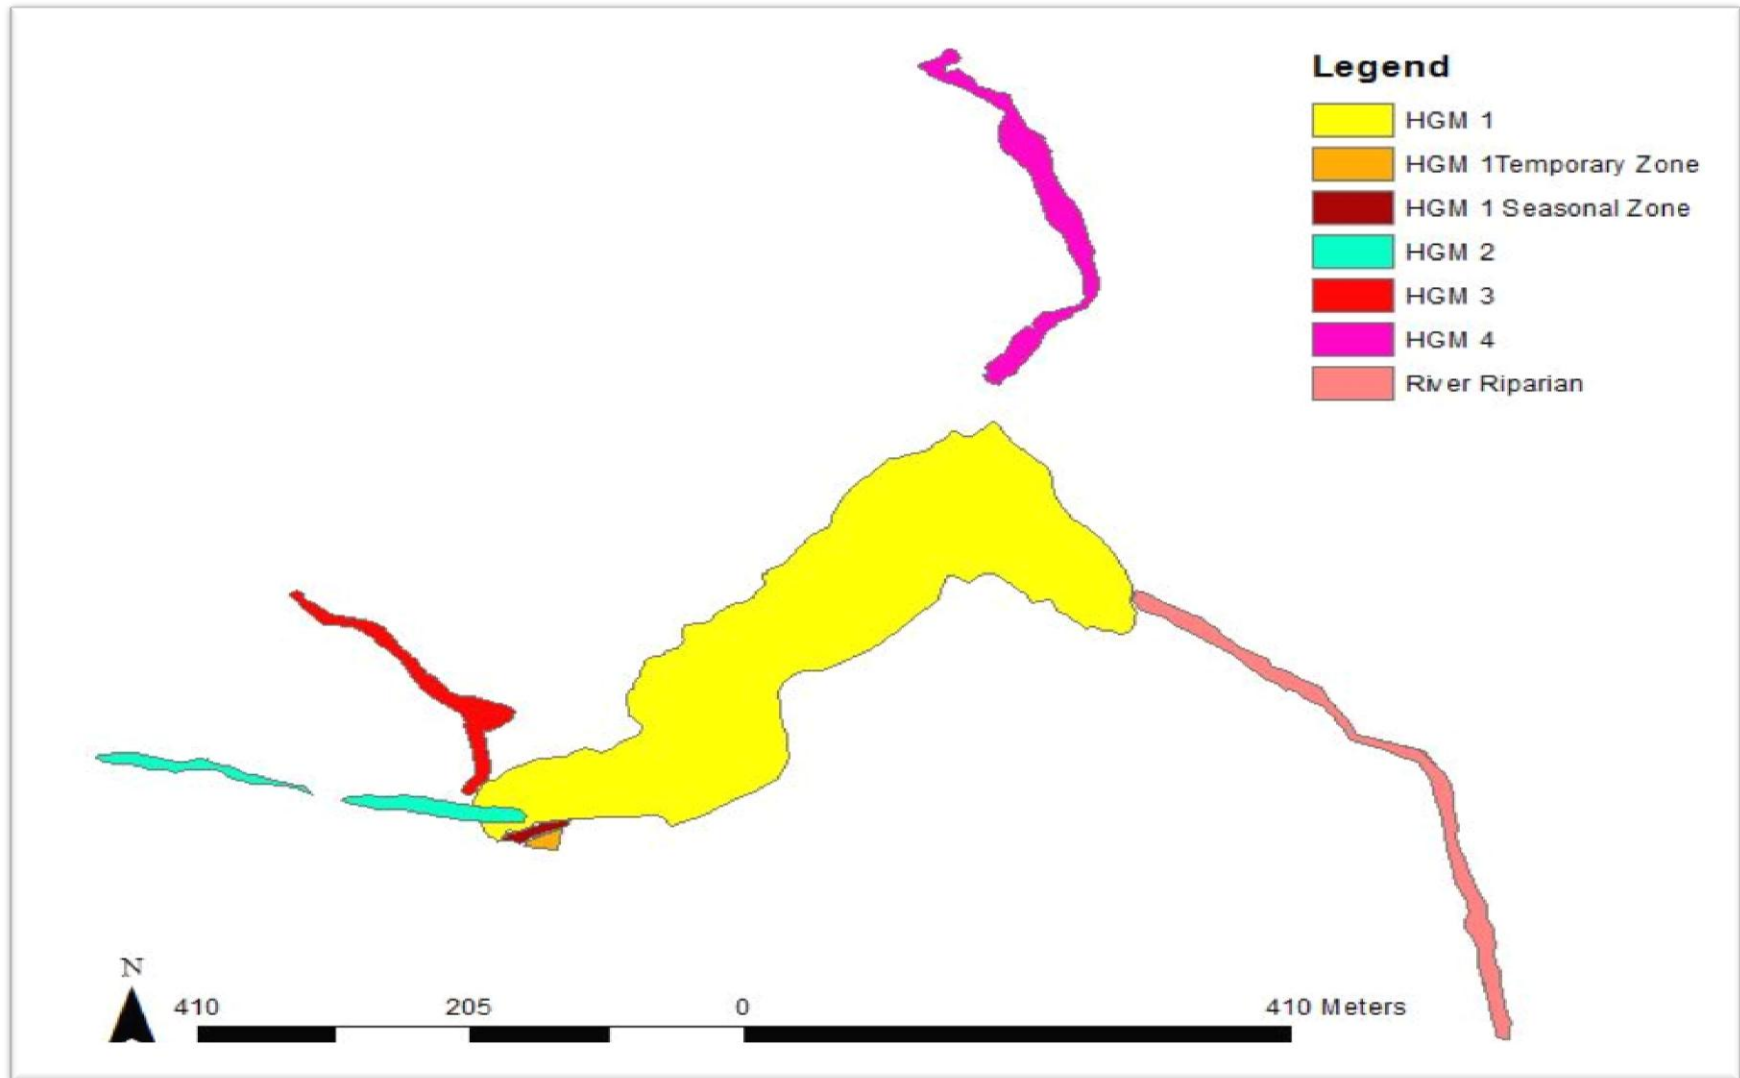 Legend
HGM 1
HGM 1Temporary Zone
HGM 1 Seasonal Zone
HGM 2
HGM 3
HGM 4
River Riparian
N
410 205 0 410 Meters